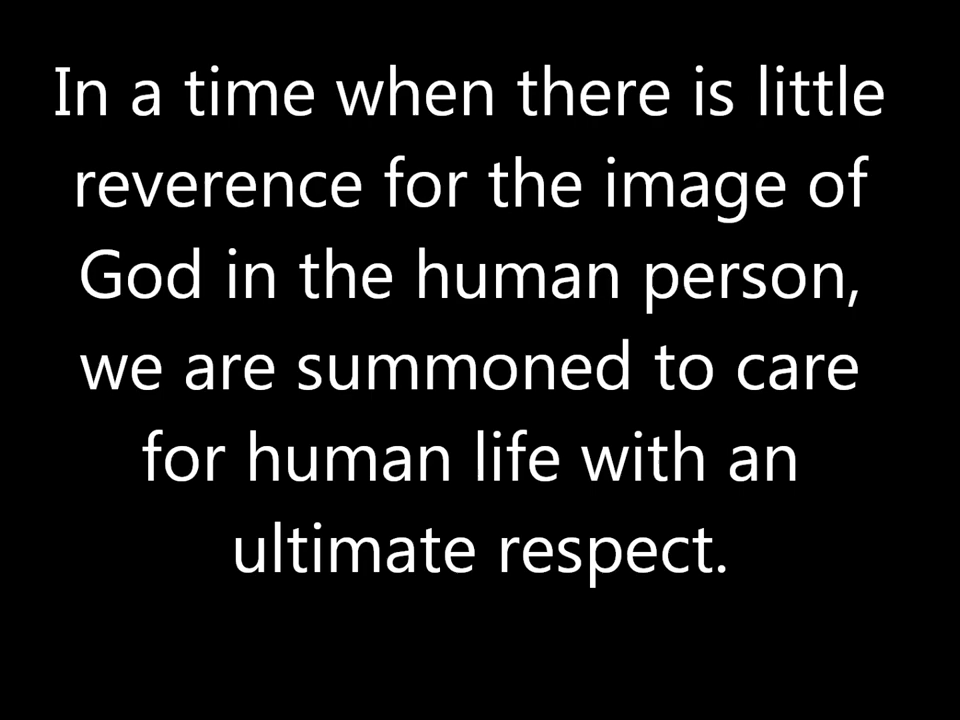 In a time when there is little
reverence for the image of
God in the human person,
we are summoned to care
for human life with an
ultimate respect.